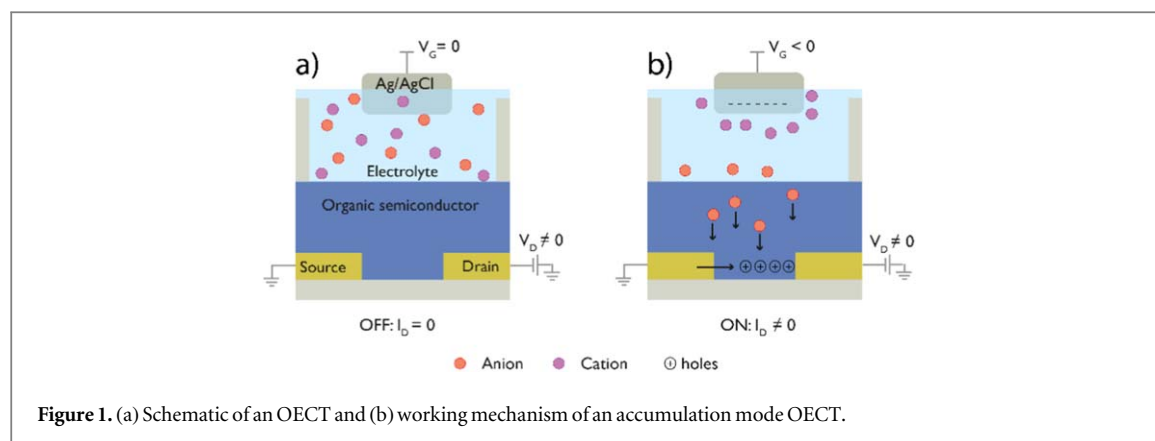 V_G = 0
V_G < 0
a)
b)
Ag/AgCl
-------
Electrolyte
Organic semiconductor
V_D ≠ 0
V_D ≠ 0
Source
Drain
+ + + +
OFF: I_D = 0
ON: I_D ≠ 0
Anion Cation + holes
Figure 1. (a) Schematic of an OECT and (b) working mechanism of an accumulation mode OECT.